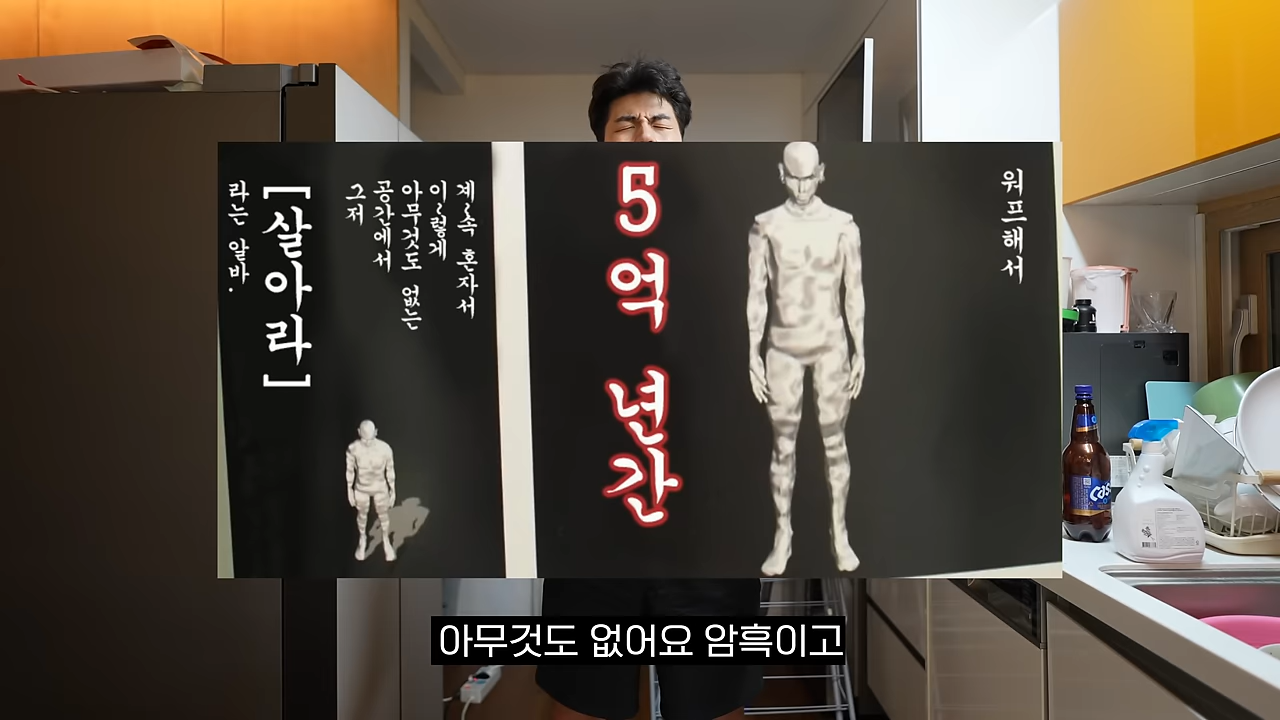 워프해서
5억 년간
계~속 혼자서
이~렇게
아무것도 없는
공간에서
그저
[살아라]
라는 알바.
Cass
아무것도 없어요 암흑이고